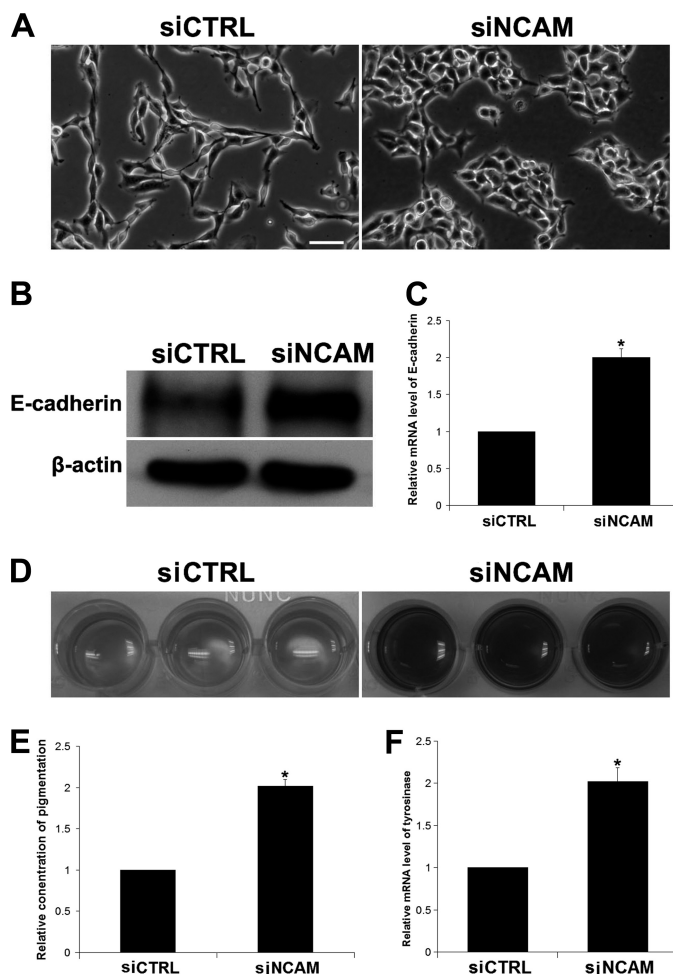 A
siCTRL
siNCAM
B
siCTRL
siNCAM
E-cadherin
β-actin
C
Relative mRNA level of E-cadherin
2.5
2
1.5
1
0.5
0
*
siCTRL
siNCAM
D
siCTRL
siNCAM
NUNC
E
Relative conentration of pigmentation
2.5
2
1.5
1
0.5
0
*
siCTRL
siNCAM
F
Relative mRNA level of tyrosinase
2.5
2
1.5
1
0.5
0
*
siCTRL
siNCAM